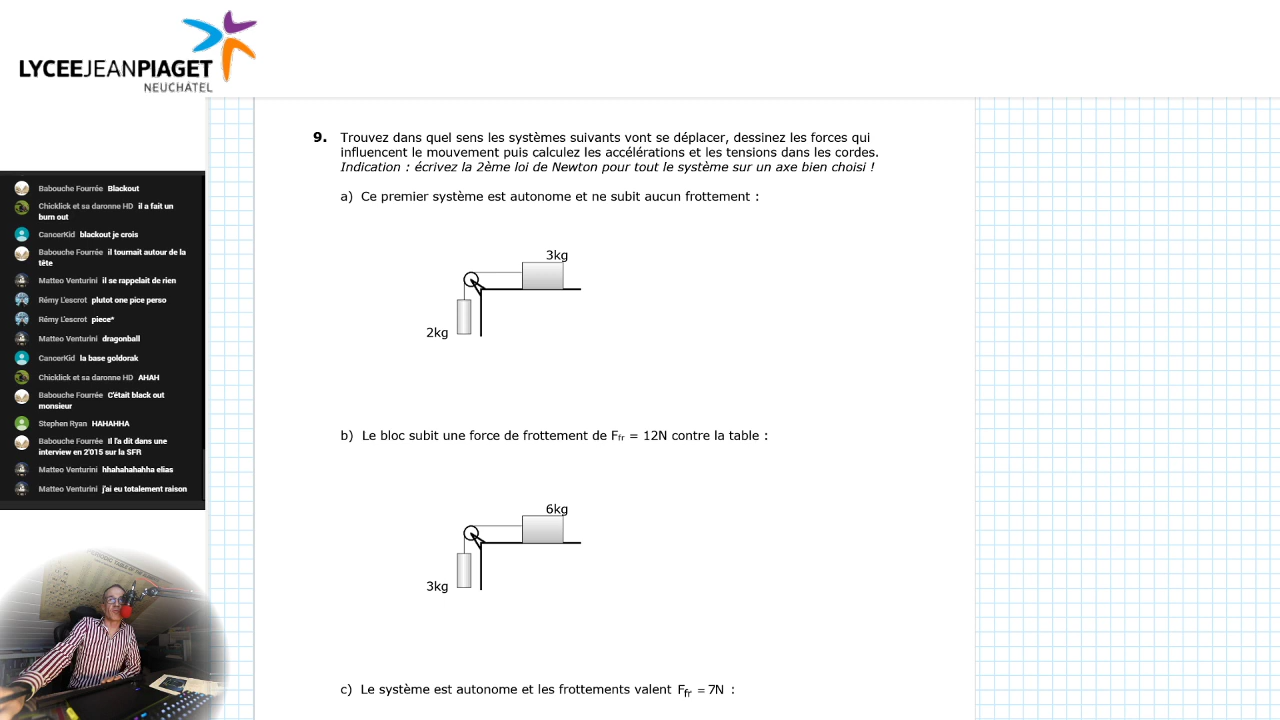 LYCEEJEANPIAGET
NEUCHÂTEL
9. Trouvez dans quel sens les systèmes suivants vont se déplacer, dessinez les forces qui
influencent le mouvement puis calculez les accélérations et les tensions dans les cordes.
Indication : écrivez la 2ème loi de Newton pour tout le système sur un axe bien choisi !
a) Ce premier système est autonome et ne subit aucun frottement :
3kg
2kg
b) Le bloc subit une force de frottement de Ffr = 12N contre la table :
6kg
3kg
c) Le système est autonome et les frottements valent Ffr = 7N :
Babouche Fourrée Blackout
Chicklick et sa daronne HD il a fait un
burn out
CancerKid blackout je crois
Babouche Fourrée il tournait autour de la
tête
Matteo Venturini il se rappelait de rien
Rémy L'escrot plutot one pice perso
Rémy L'escrot piece*
Matteo Venturini dragonball
CancerKid la base goldorak
Chicklick et sa daronne HD AHAH
Babouche Fourrée C'était black out
monsieur
Stephen Ryan HAHAHHA
Babouche Fourrée Il l'a dit dans une
interview en 2'015 sur la SFR
Matteo Venturini hhahahahahha elias
Matteo Venturini j'ai eu totalement raison